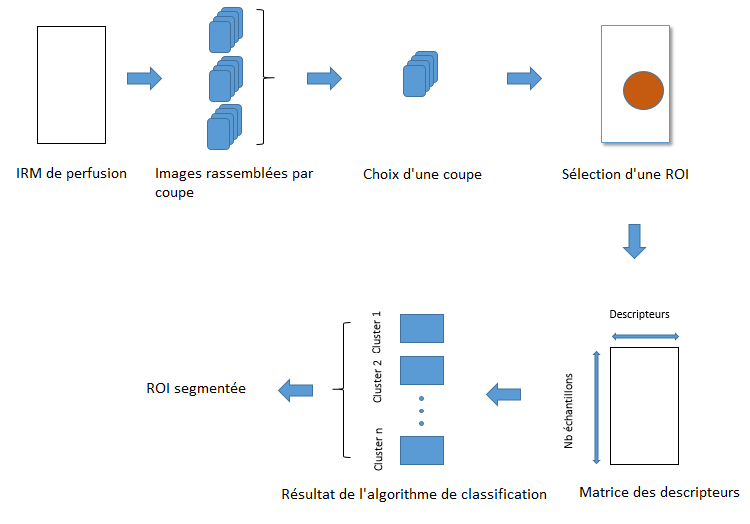 IRM de perfusion
Images rassemblées par
coupe
Choix d'une coupe
Sélection d'une ROI
Descripteurs
Nb échantillons
Matrice des descripteurs
Cluster 1
Cluster 2
Cluster n
Résultat de l'algorithme de classification
ROI segmentée